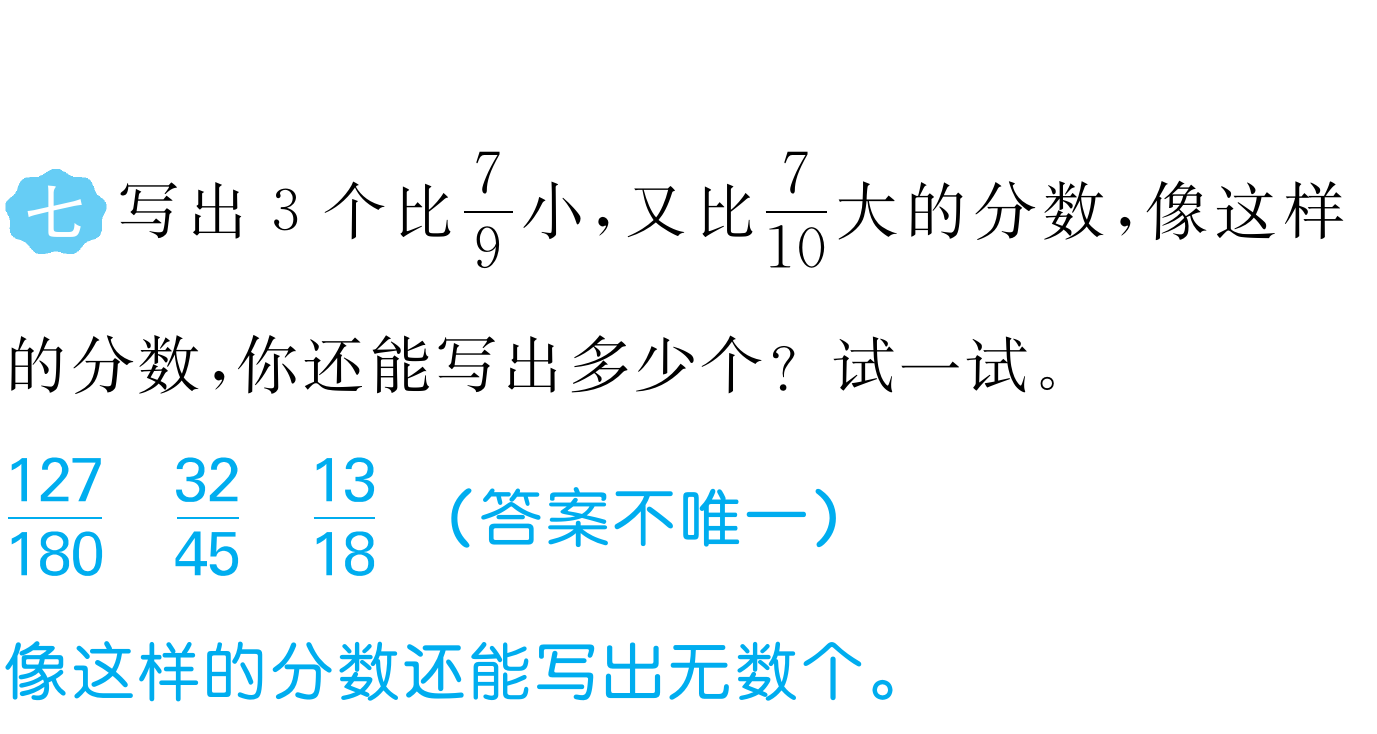 七 写出 3 个比7/9小,又比7/10大的分数,像这样
的分数,你还能写出多少个? 试一试。
127/180 32/45 13/18 (答案不唯一)
像这样的分数还能写出无数个。